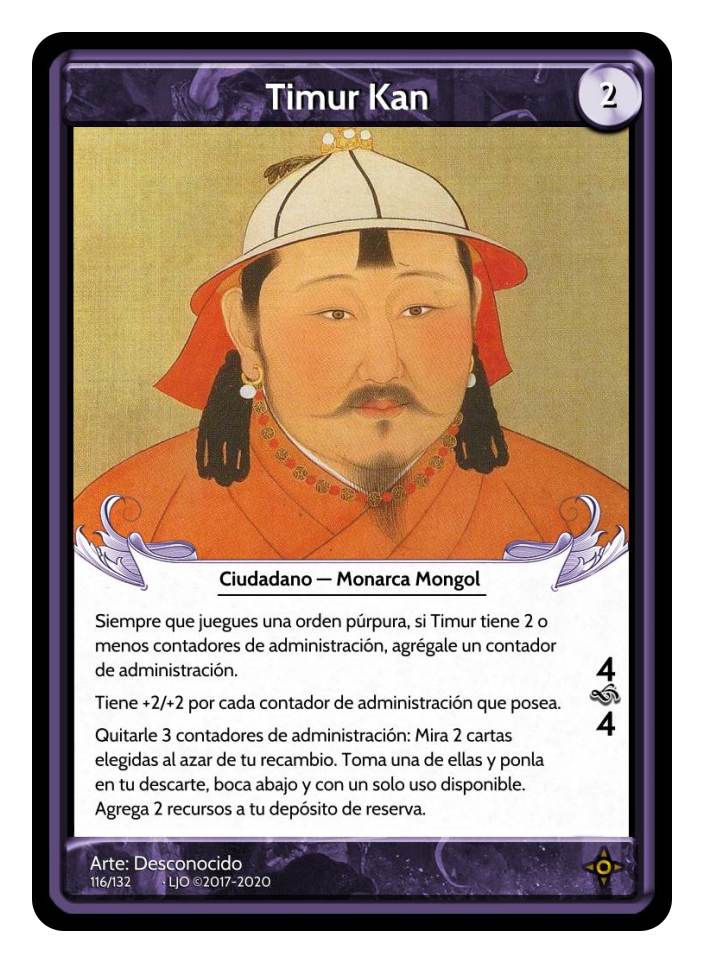 Timur Kan
2
Ciudadano — Monarca Mongol
Siempre que juegues una orden púrpura, si Timur tiene 2 o
menos contadores de administración, agrégale un contador
de administración.
Tiene +2/+2 por cada contador de administración que posea.
Quitarle 3 contadores de administración: Mira 2 cartas
elegidas al azar de tu recambio. Toma una de ellas y ponla
en tu descarte, boca abajo y con un solo uso disponible.
Agrega 2 recursos a tu depósito de reserva.
4
4
Arte: Desconocido
116/132 · LJO ©2017-2020